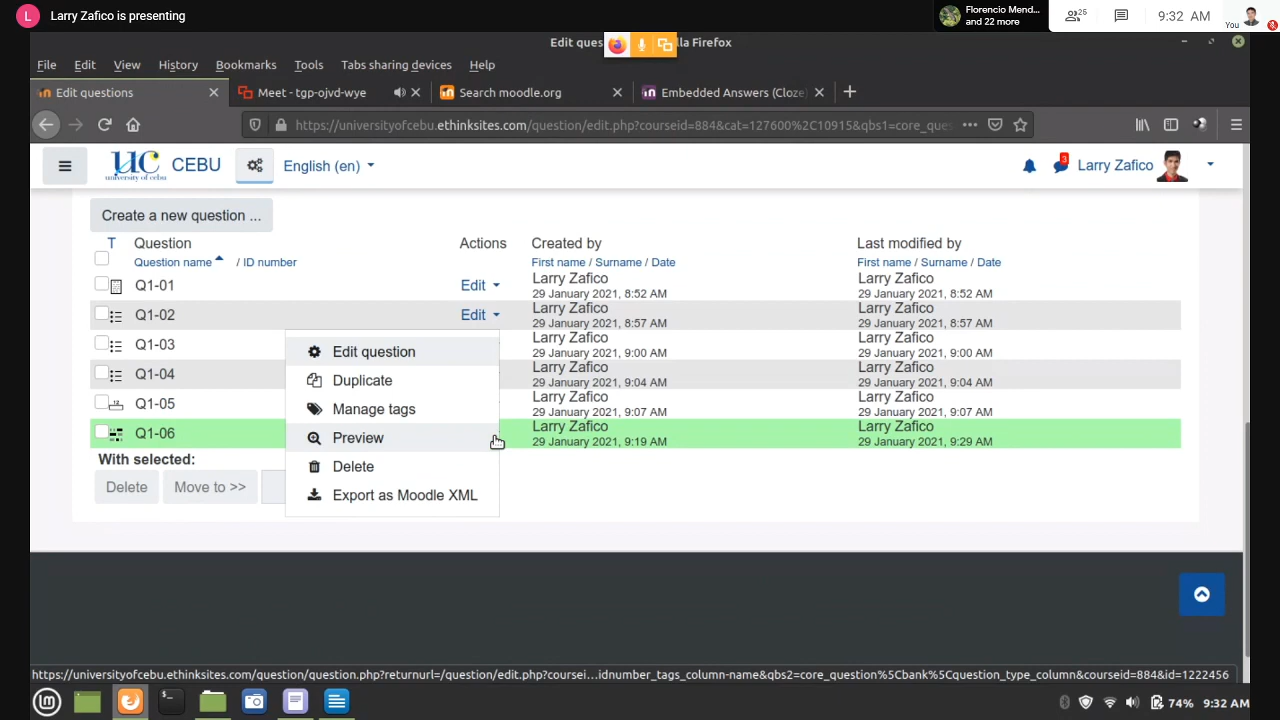 L Larry Zafico is presenting
Florencio Mend...
and 22 more
25
9:32 AM
You
Edit ques
la Firefox
File Edit View History Bookmarks Tools Tabs sharing devices Help
Edit questions
Meet - tgp-ojvd-wye
Search moodle.org
Embedded Answers (Cloze)
https://universityofcebu.ethinksites.com/question/edit.php?courseid=884&cat=127600%2C10915&qbs1=core_ques
UC
university of cebu
CEBU
English (en)
3
Larry Zafico
Create a new question ...
T Question Actions Created by Last modified by
Question name / ID number First name / Surname / Date First name / Surname / Date
Q1-01 Edit Larry Zafico Larry Zafico
29 January 2021, 8:52 AM 29 January 2021, 8:52 AM
Q1-02 Edit Larry Zafico Larry Zafico
29 January 2021, 8:57 AM 29 January 2021, 8:57 AM
Q1-03 Larry Zafico Larry Zafico
29 January 2021, 9:00 AM 29 January 2021, 9:00 AM
Q1-04 Larry Zafico Larry Zafico
29 January 2021, 9:04 AM 29 January 2021, 9:04 AM
Q1-05 Larry Zafico Larry Zafico
29 January 2021, 9:07 AM 29 January 2021, 9:07 AM
Q1-06 Larry Zafico Larry Zafico
29 January 2021, 9:19 AM 29 January 2021, 9:29 AM
Edit question
Duplicate
Manage tags
Preview
Delete
Export as Moodle XML
With selected:
Delete Move to >>
https://universityofcebu.ethinksites.com/question/question.php?returnurl=/question/edit.php?coursei...idnumber_tags_column-name&qbs2=core_question%5Cbank%5Cquestion_type_column&courseid=884&id=1222456
74% 9:32 AM